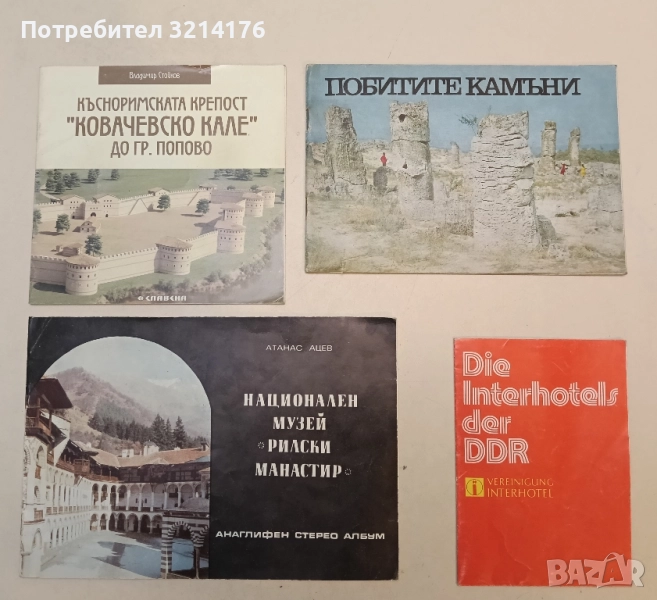 Потребител 3214176
Владимир Стойков
КЪСНОРИМСКАТА КРЕПОСТ
"КОВАЧЕВСКО КАЛЕ"
ДО ГР. ПОПОВО
СЛАВЕНА
ПОБИТИТЕ КАМЪНИ
АТАНАС АЦЕВ
НАЦИОНАЛЕН
МУЗЕЙ
"РИЛСКИ
МАНАСТИР"
АНАГЛИФЕН СТЕРЕО АЛБУМ
Die
Interhotels
der
DDR
i VEREINIGUNG
INTERHOTEL
BAZAR